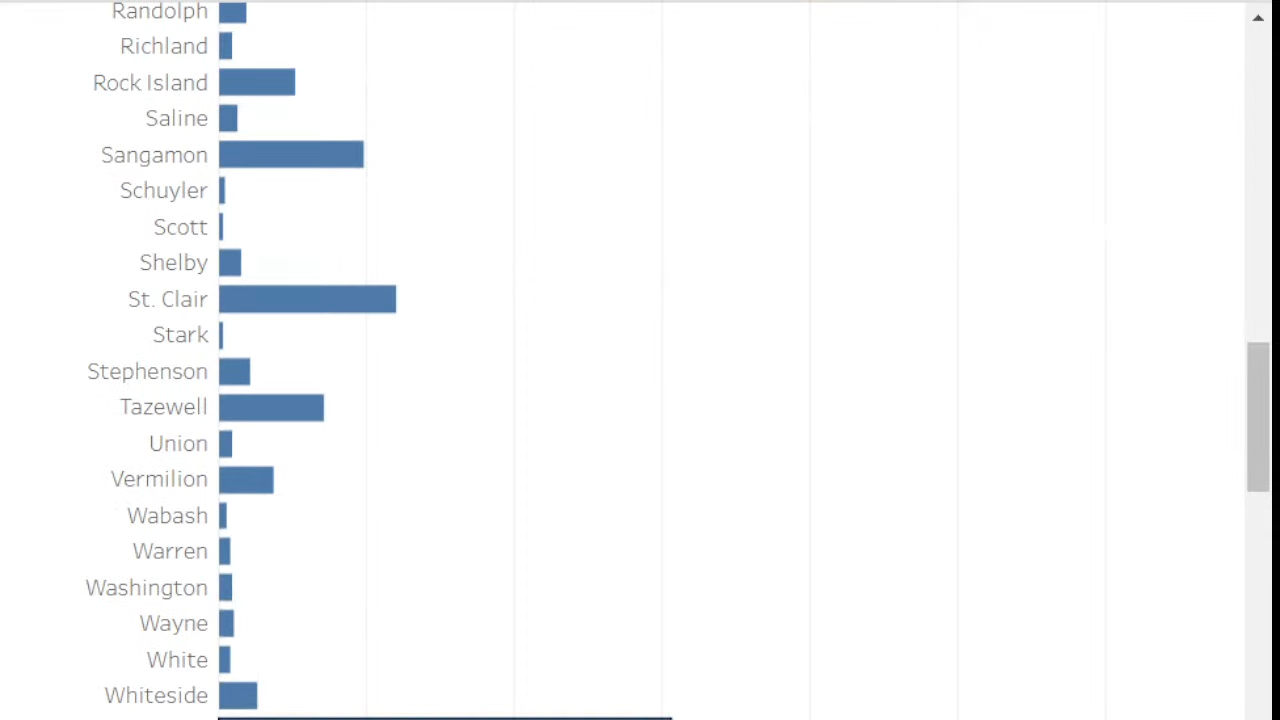 Randolph
Richland
Rock Island
Saline
Sangamon
Schuyler
Scott
Shelby
St. Clair
Stark
Stephenson
Tazewell
Union
Vermilion
Wabash
Warren
Washington
Wayne
White
Whiteside